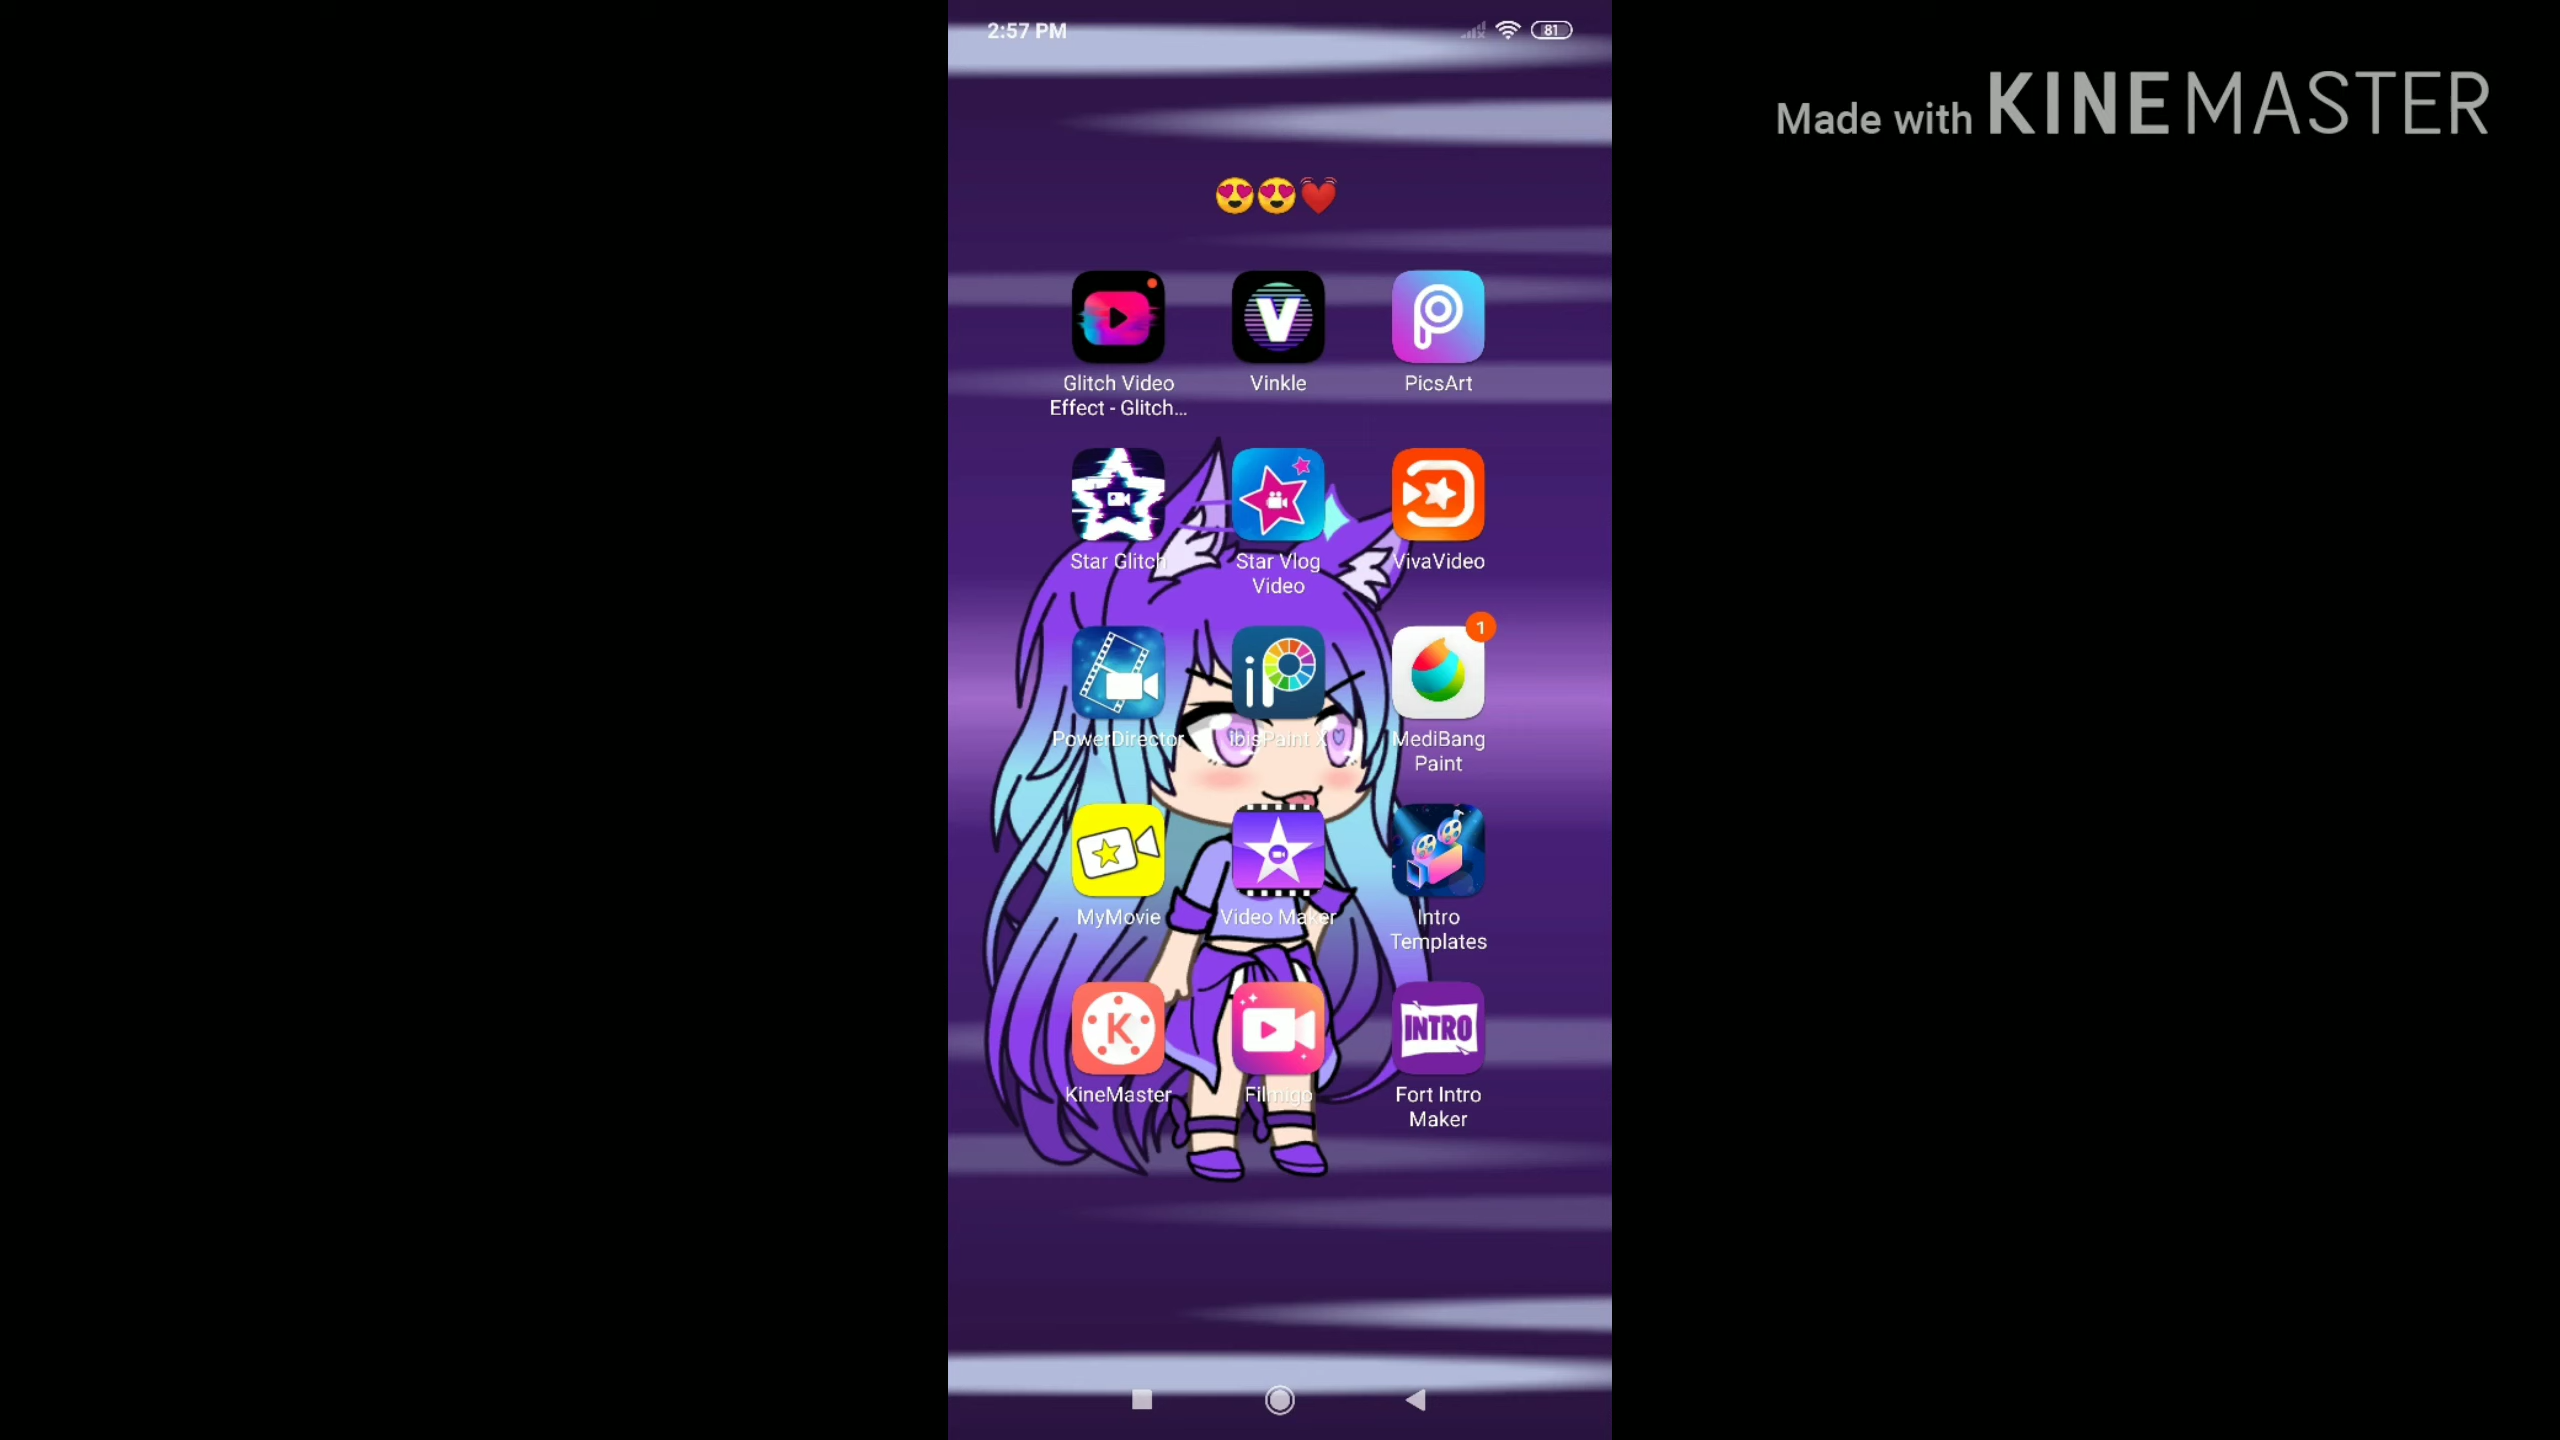 2:57 PM
81
Made with KINEMASTER
😍😍💓
Glitch Video
Effect - Glitch...
Vinkle
PicsArt
Star Glitch
Star Vlog
Video
VivaVideo
1
PowerDirector
ibisPaint X
MediBang
Paint
MyMovie
Video Maker
Intro
Templates
INTRO
KineMaster
Filmigo
Fort Intro
Maker